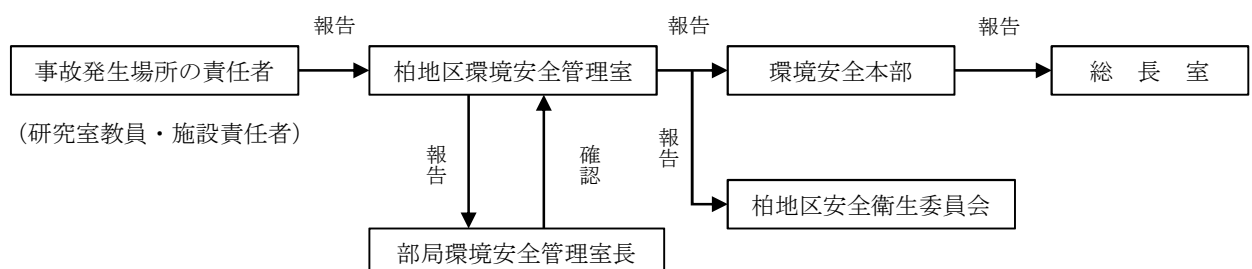 報告
報告
報告
事故発生場所の責任者
柏地区環境安全管理室
環境安全本部
総 長 室
(研究室教員・施設責任者)
報告
確認
報告
柏地区安全衛生委員会
部局環境安全管理室長